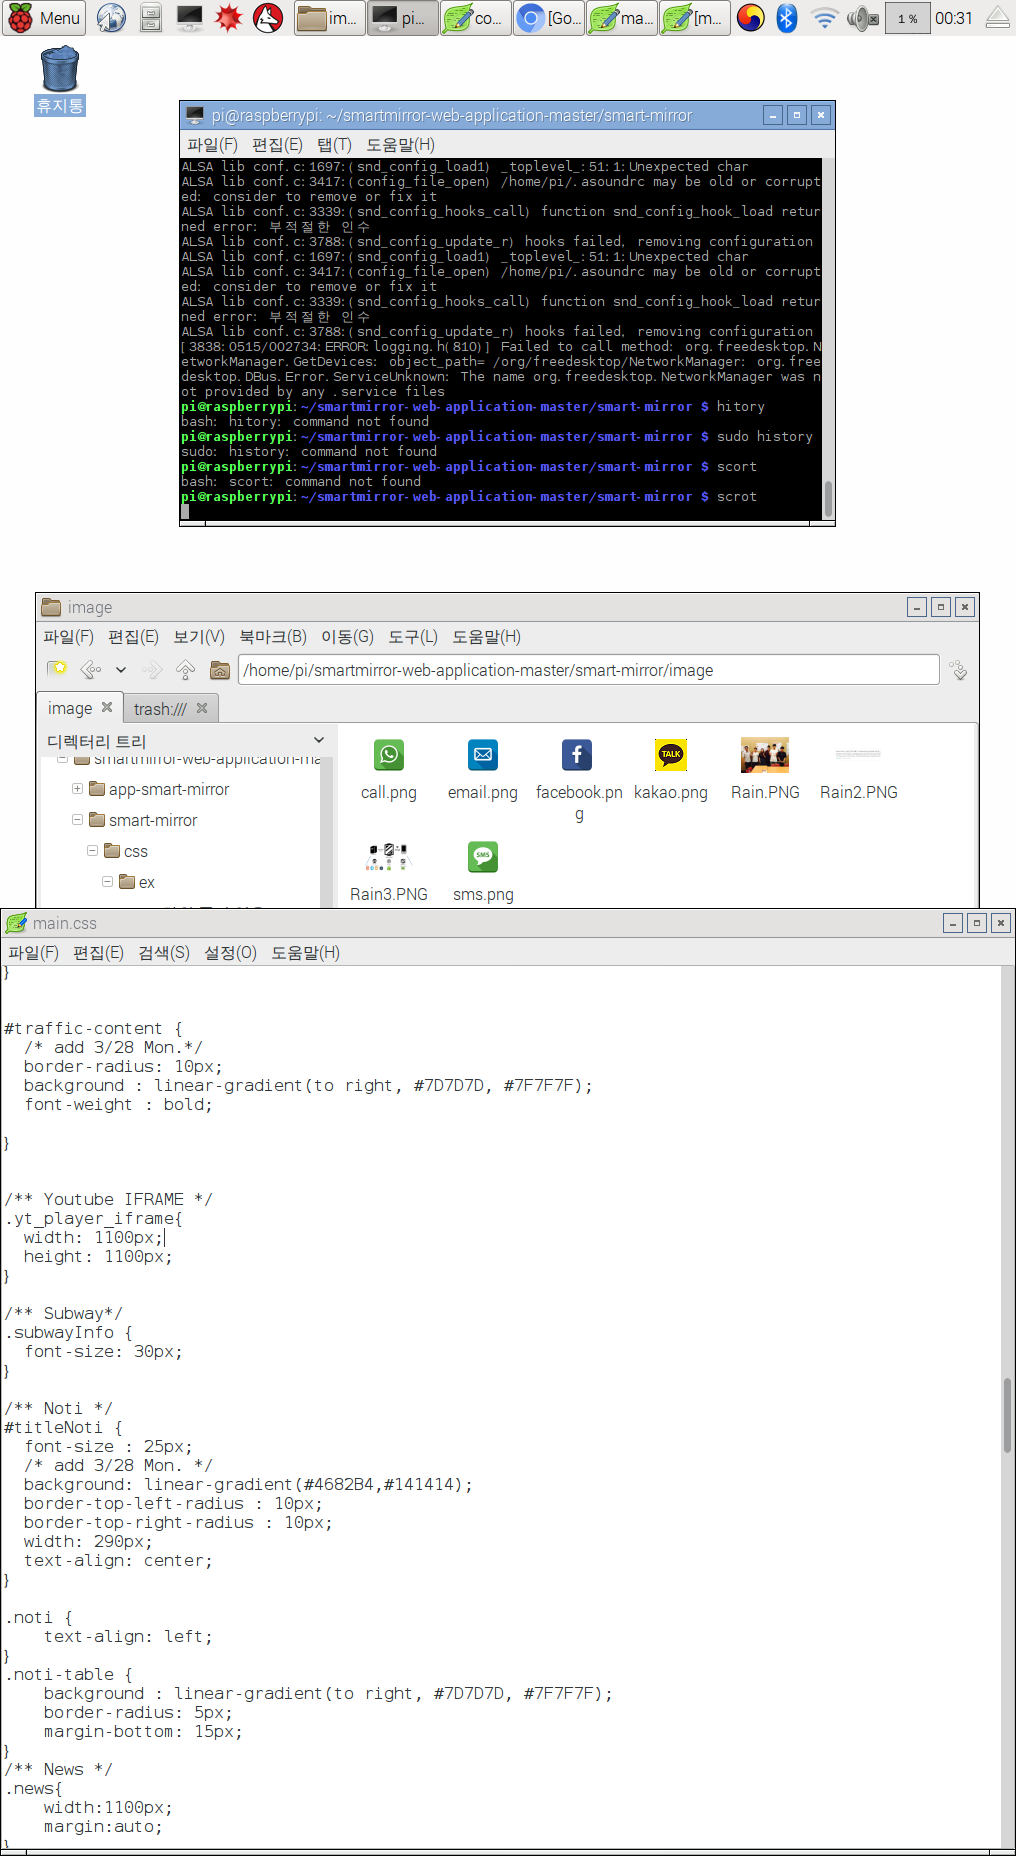 Menu
im...
pi...
co...
[Go...
ma...
[m...
1 %
00:31
휴지통
pi@raspberrypi: ~/smartmirror-web-application-master/smart-mirror
파일(F) 편집(E) 탭(T) 도움말(H)
ALSA lib conf.c:1697:(snd_config_load1) _toplevel_:51:1:Unexpected char
ALSA lib conf.c:3417:(config_file_open) /home/pi/.asoundrc may be old or corrupt
ed: consider to remove or fix it
ALSA lib conf.c:3339:(snd_config_hooks_call) function snd_config_hook_load retur
ned error: 부적절한 인수
ALSA lib conf.c:3788:(snd_config_update_r) hooks failed, removing configuration
ALSA lib conf.c:1697:(snd_config_load1) _toplevel_:51:1:Unexpected char
ALSA lib conf.c:3417:(config_file_open) /home/pi/.asoundrc may be old or corrupt
ed: consider to remove or fix it
ALSA lib conf.c:3339:(snd_config_hooks_call) function snd_config_hook_load retur
ned error: 부적절한 인수
ALSA lib conf.c:3788:(snd_config_update_r) hooks failed, removing configuration
[3838:0515/002734:ERROR:logging.h(810)] Failed to call method: org.freedesktop.N
etworkManager.GetDevices: object_path= /org/freedesktop/NetworkManager: org.free
desktop.DBus.Error.ServiceUnknown: The name org.freedesktop.NetworkManager was n
ot provided by any .service files
pi@raspberrypi:~/smartmirror-web-application-master/smart-mirror $ hitory
bash: hitory: command not found
pi@raspberrypi:~/smartmirror-web-application-master/smart-mirror $ sudo history
sudo: history: command not found
pi@raspberrypi:~/smartmirror-web-application-master/smart-mirror $ scort
bash: scort: command not found
pi@raspberrypi:~/smartmirror-web-application-master/smart-mirror $ scrot
image
파일(F) 편집(E) 보기(V) 북마크(B) 이동(G) 도구(L) 도움말(H)
/home/pi/smartmirror-web-application-master/smart-mirror/image
image
trash:///
디렉터리 트리
smartmirror-web-application-ma
app-smart-mirror
smart-mirror
css
ex
call.png
email.png
facebook.pn
g
kakao.png
Rain.PNG
Rain2.PNG
Rain3.PNG
TALK
SMS
sms.png
main.css
파일(F) 편집(E) 검색(S) 설정(O) 도움말(H)
}
#traffic-content {
/* add 3/28 Mon.*/
border-radius: 10px;
background : linear-gradient(to right, #7D7D7D, #7F7F7F);
font-weight : bold;
}
/** Youtube IFRAME */
.yt_player_iframe{
width: 1100px;
height: 1100px;
}
/** Subway*/
.subwayInfo {
font-size: 30px;
}
/** Noti */
#titleNoti {
font-size : 25px;
/* add 3/28 Mon. */
background: linear-gradient(#4682B4,#141414);
border-top-left-radius : 10px;
border-top-right-radius : 10px;
width: 290px;
text-align: center;
}
.noti {
text-align: left;
}
.noti-table {
background : linear-gradient(to right, #7D7D7D, #7F7F7F);
border-radius: 5px;
margin-bottom: 15px;
}
/** News */
.news{
width:1100px;
margin:auto;
}